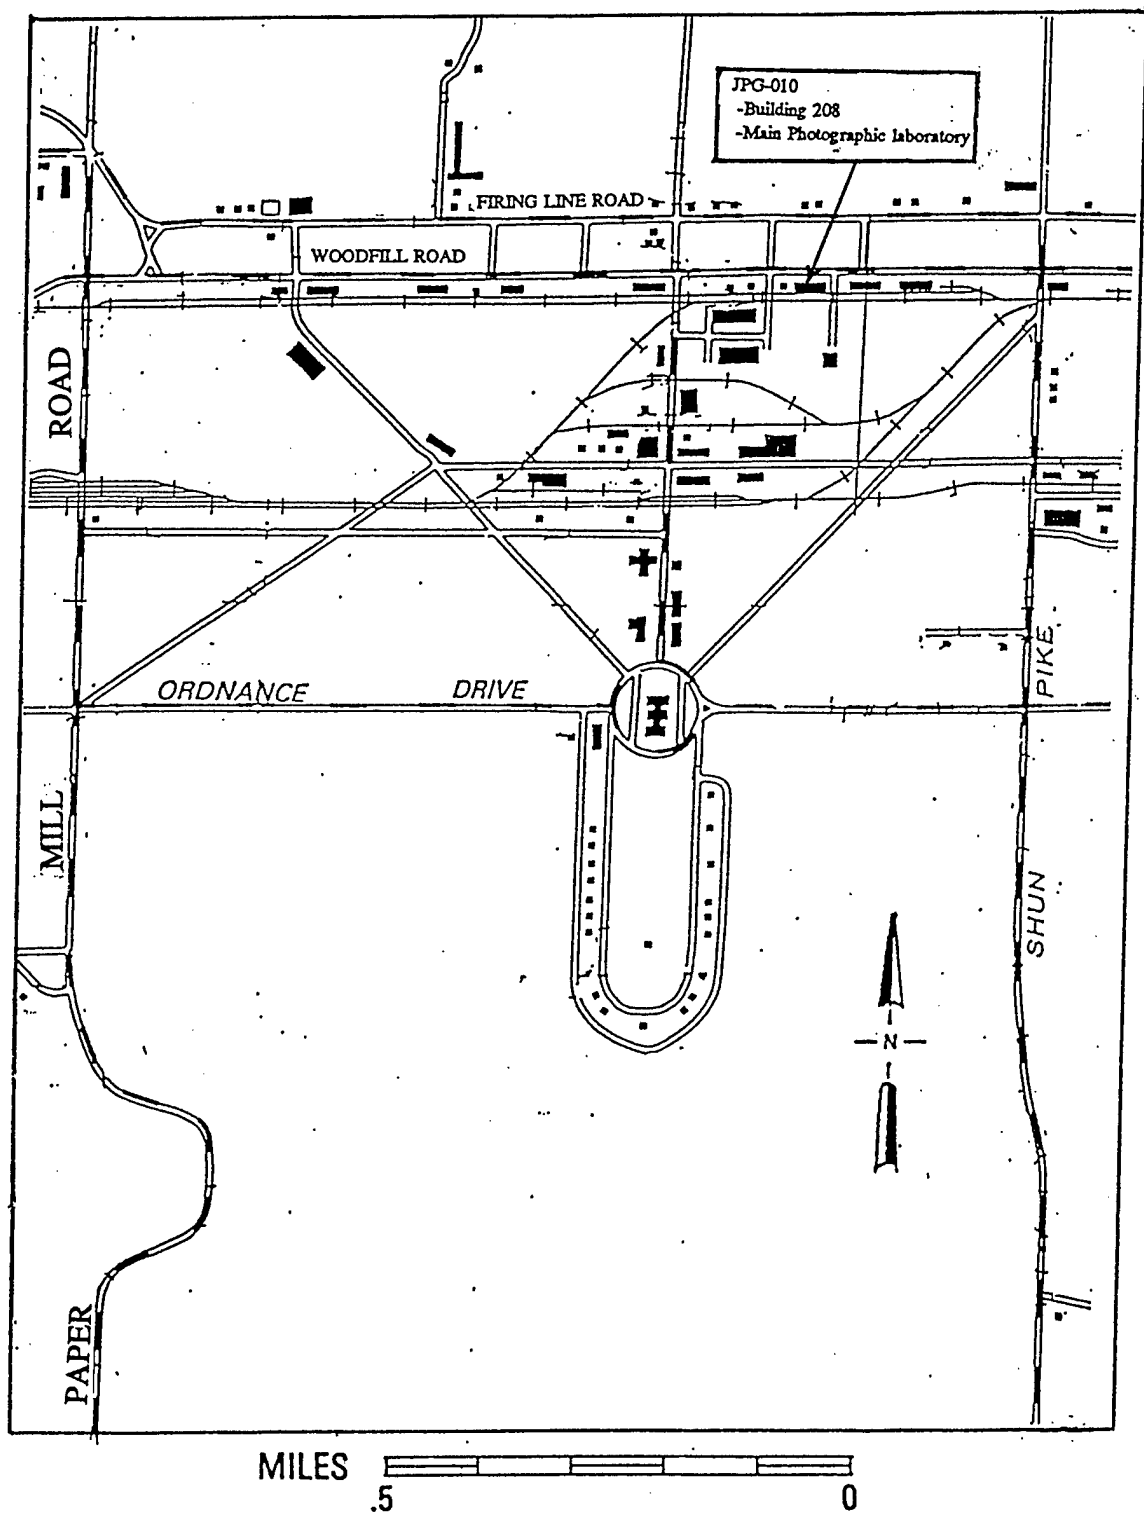 JPG-010
-Building 208
-Main Photographic laboratory
FIRING LINE ROAD
WOODFILL ROAD
PAPER MILL ROAD
ORDNANCE DRIVE
SHUN PIKE
N
MILES
.5 0